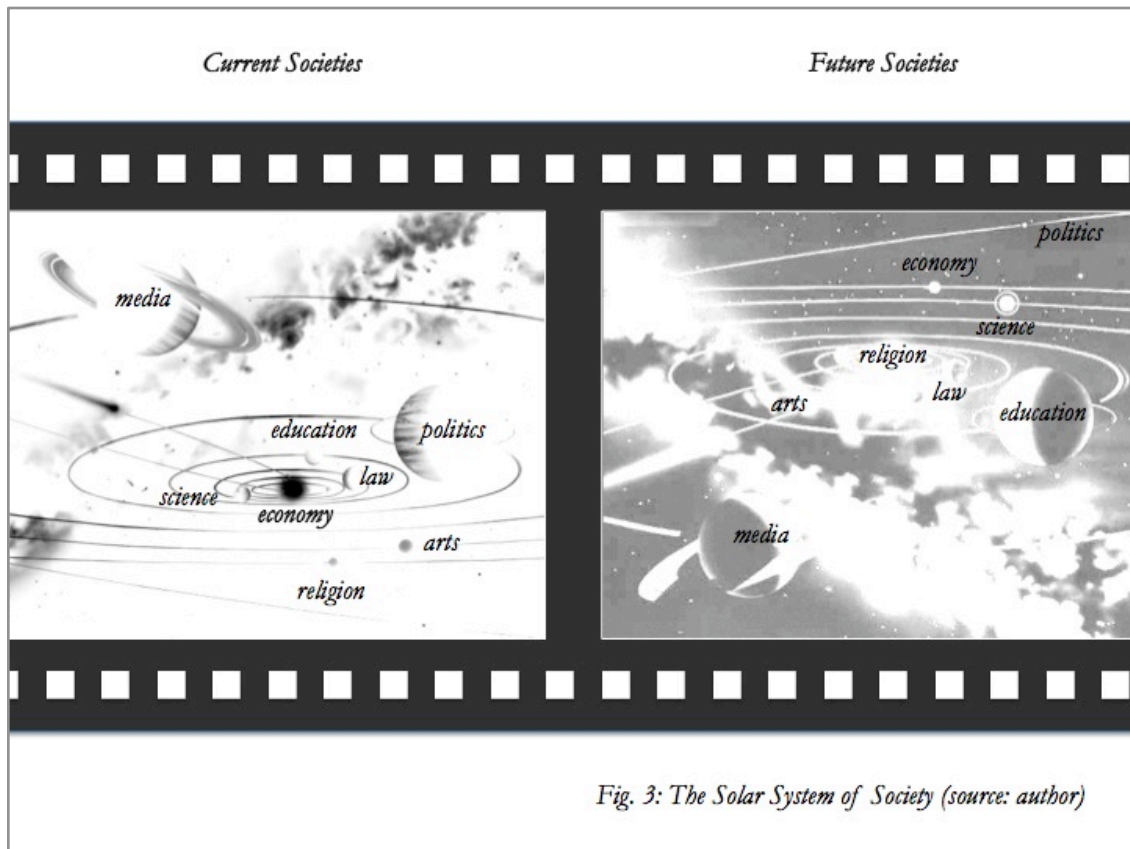 Current Societies
Future Societies
media
education
politics
law
science
economy
arts
religion
politics
economy
science
religion
law
arts
education
media
Fig. 3: The Solar System of Society (source: author)